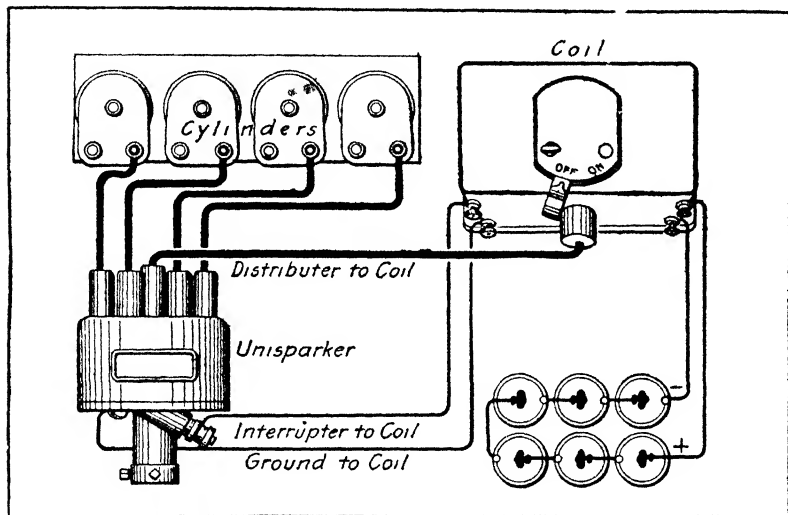 Coil
Cylinders
OFF ON
Distributer to Coil
Unisparker
-
Interrupter to Coil
+
Ground to Coil